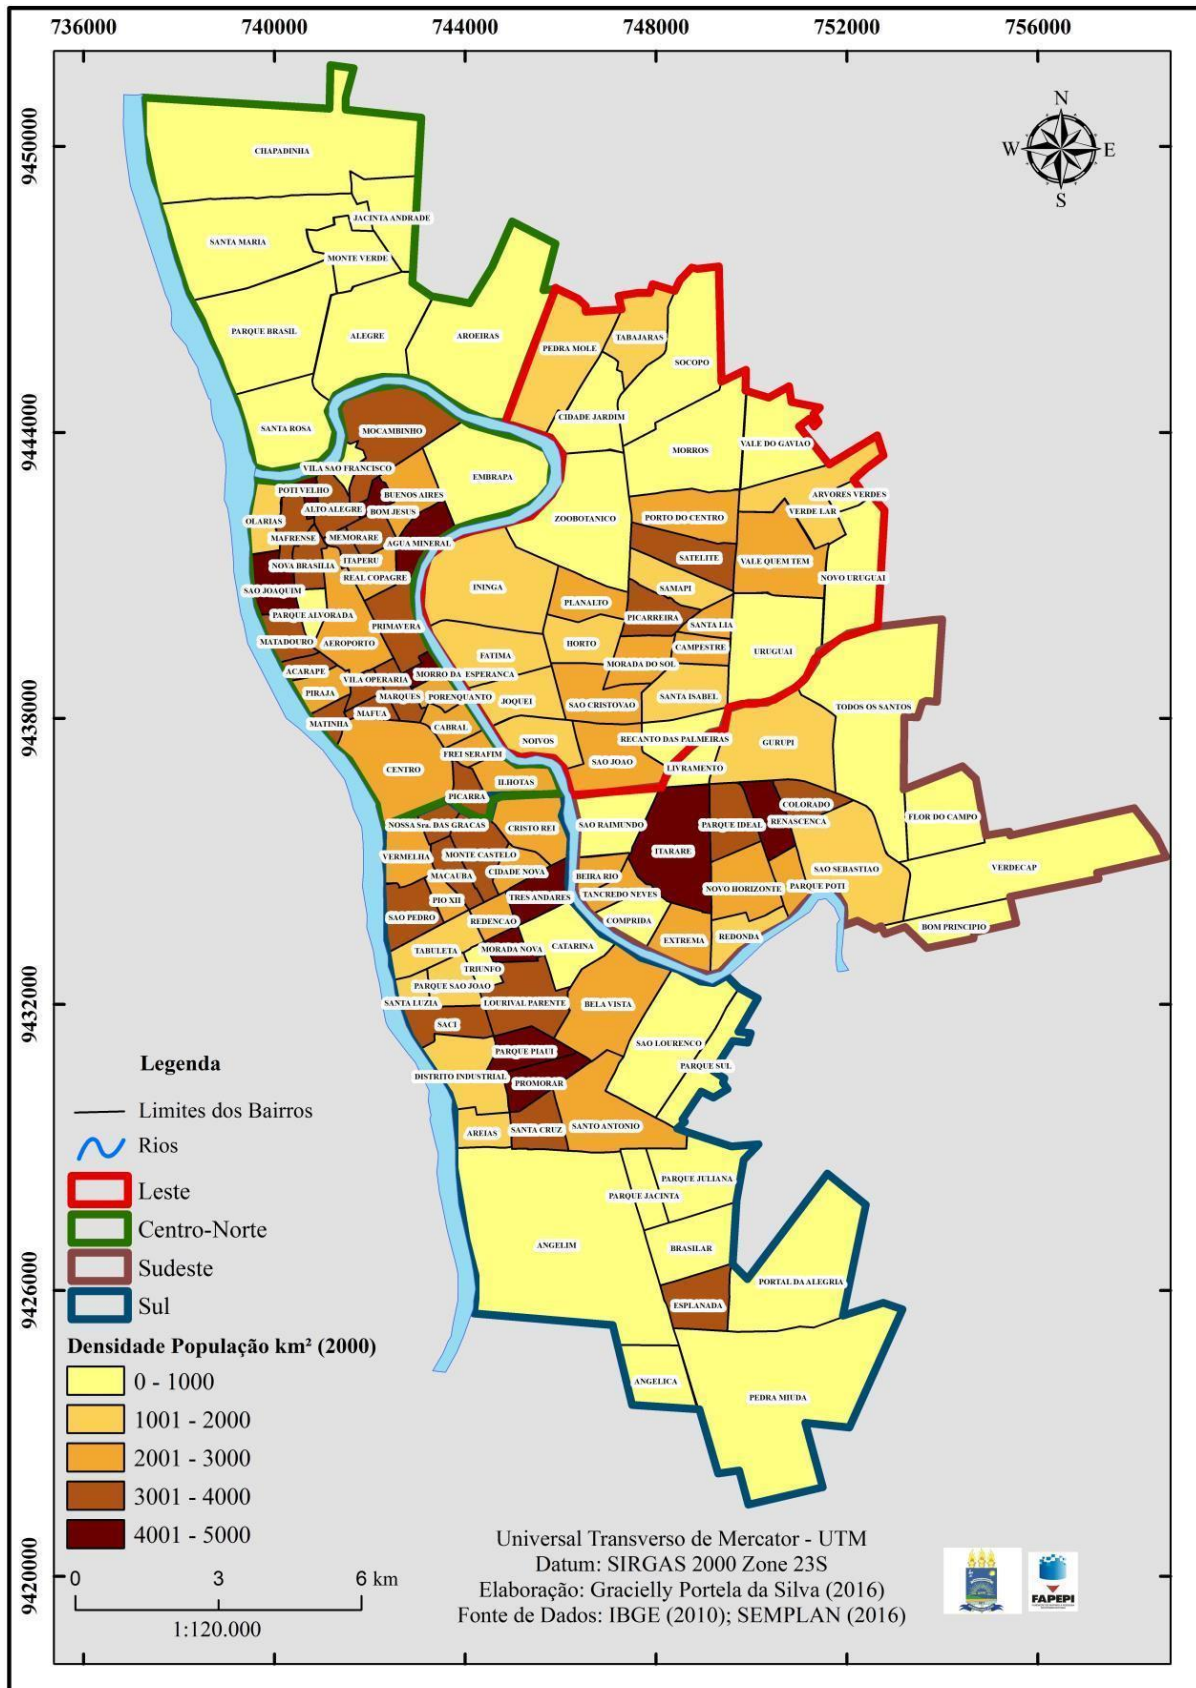 736000 740000 744000 748000 752000 756000
9450000
9444000
9438000
9432000
9426000
9420000
N
W E
S
CHAPADINHA
JACINTA ANDRADE
SANTA MARIA
MONTE VERDE
PARQUE BRASIL
ALEGRE
AROEIRAS
PEDRA MOLE
TABAJARAS
SOCOPO
CIDADE JARDIM
SANTA ROSA
MOCAMBINHO
MORROS
VALE DO GAVIAO
VILA SAO FRANCISCO
EMBRAPA
POTI VELHO
BUENOS AIRES
ARVORES VERDES
ALTO ALEGRE
BOM JESUS
VERDE LAR
OLARIAS
ZOOBOTANICO
PORTO DO CENTRO
MAFRENSE
MEMORARE
AGUA MINERAL
ITAPERU
SATELITE
VALE QUEM TEM
NOVA BRASILIA
REAL COPAGRE
NOVO URUGUAI
SAO JOAQUIM
ININGA
SAMAPI
PLANALTO
PARQUE ALVORADA
PRIMAVERA
PICARREIRA
SANTA LIA
MATADOURO
AEROPORTO
HORTO
CAMPESTRE
URUGUAI
FATIMA
MORADA DO SOL
ACARAPE
MORRO DA ESPERANCA
VILA OPERARIA
PIRAJA
MARQUES
PORENQUANTO
JOQUEI
SAO CRISTOVAO
SANTA ISABEL
TODOS OS SANTOS
MATINHA
MAFUA
CABRAL
NOIVOS
RECANTO DAS PALMEIRAS
GURUPI
FREI SERAFIM
CENTRO
SAO JOAO
LIVRAMENTO
ILHOTAS
PICARRA
COLORADO
NOSSA Sra. DAS GRACAS
CRISTO REI
SAO RAIMUNDO
PARQUE IDEAL
RENASCENCA
FLOR DO CAMPO
VERMELHA
MONTE CASTELO
ITARARE
CIDADE NOVA
MACAUBA
BEIRA RIO
SAO SEBASTIAO
VERDECAP
PIO XII
TRES ANDARES
TANCREDO NEVES
NOVO HORIZONTE
PARQUE POTI
SAO PEDRO
REDENCAO
COMPRIDA
BOM PRINCIPIO
EXTREMA
REDONDA
TABULETA
MORADA NOVA
CATARINA
TRIUNFO
PARQUE SAO JOAO
SANTA LUZIA
LOURIVAL PARENTE
BELA VISTA
SACI
SAO LOURENCO
PARQUE PIAUI
PARQUE SUL
DISTRITO INDUSTRIAL
PROMORAR
AREIAS
SANTA CRUZ
SANTO ANTONIO
PARQUE JULIANA
PARQUE JACINTA
ANGELIM
BRASILAR
PORTAL DA ALEGRIA
ESPLANADA
ANGELICA
PEDRA MIUDA
Legenda
Limites dos Bairros
Rios
Leste
Centro-Norte
Sudeste
Sul
Densidade População km² (2000)
0 - 1000
1001 - 2000
2001 - 3000
3001 - 4000
4001 - 5000
0 3 6 km
1:120.000
Universal Transverso de Mercator - UTM
Datum: SIRGAS 2000 Zone 23S
Elaboração: Gracielly Portela da Silva (2016)
Fonte de Dados: IBGE (2010); SEMPLAN (2016)
FAPEPI